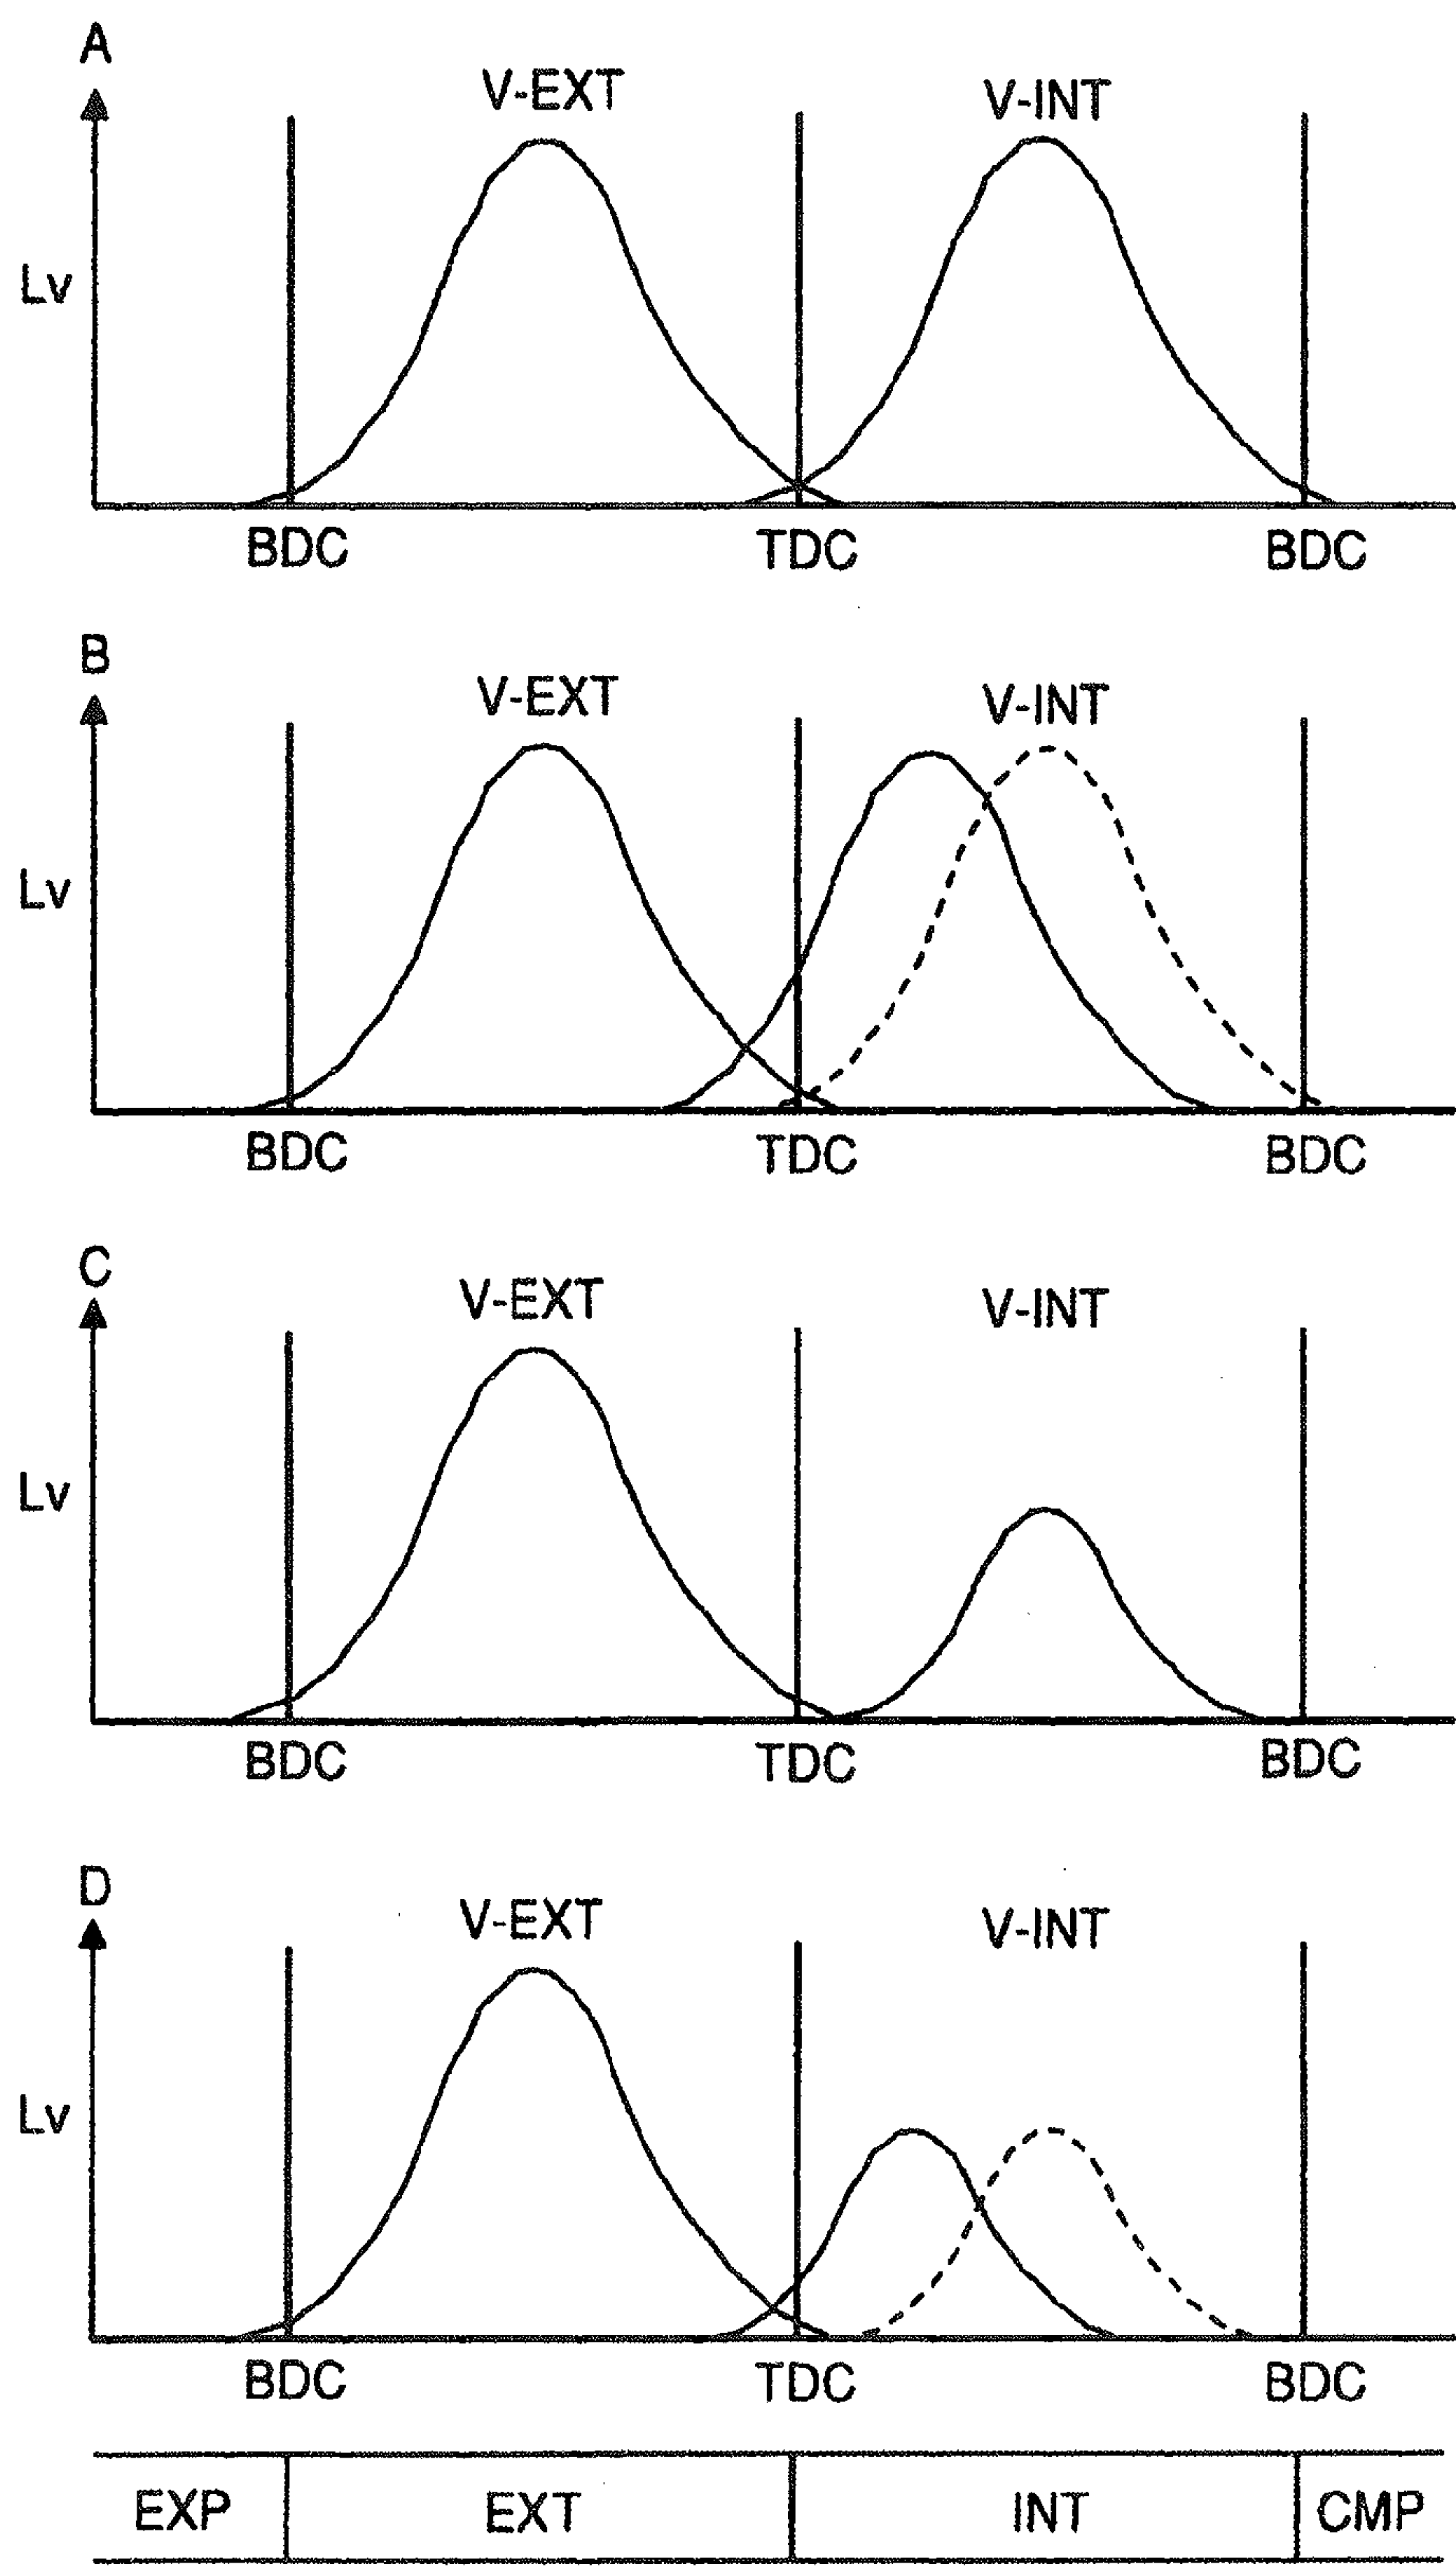 A
V-EXT V-INT
Lv
BDC TDC BDC
B
V-EXT V-INT
Lv
BDC TDC BDC
C
V-EXT V-INT
Lv
BDC TDC BDC
D
V-EXT V-INT
Lv
BDC TDC BDC
EXP EXT INT CMP